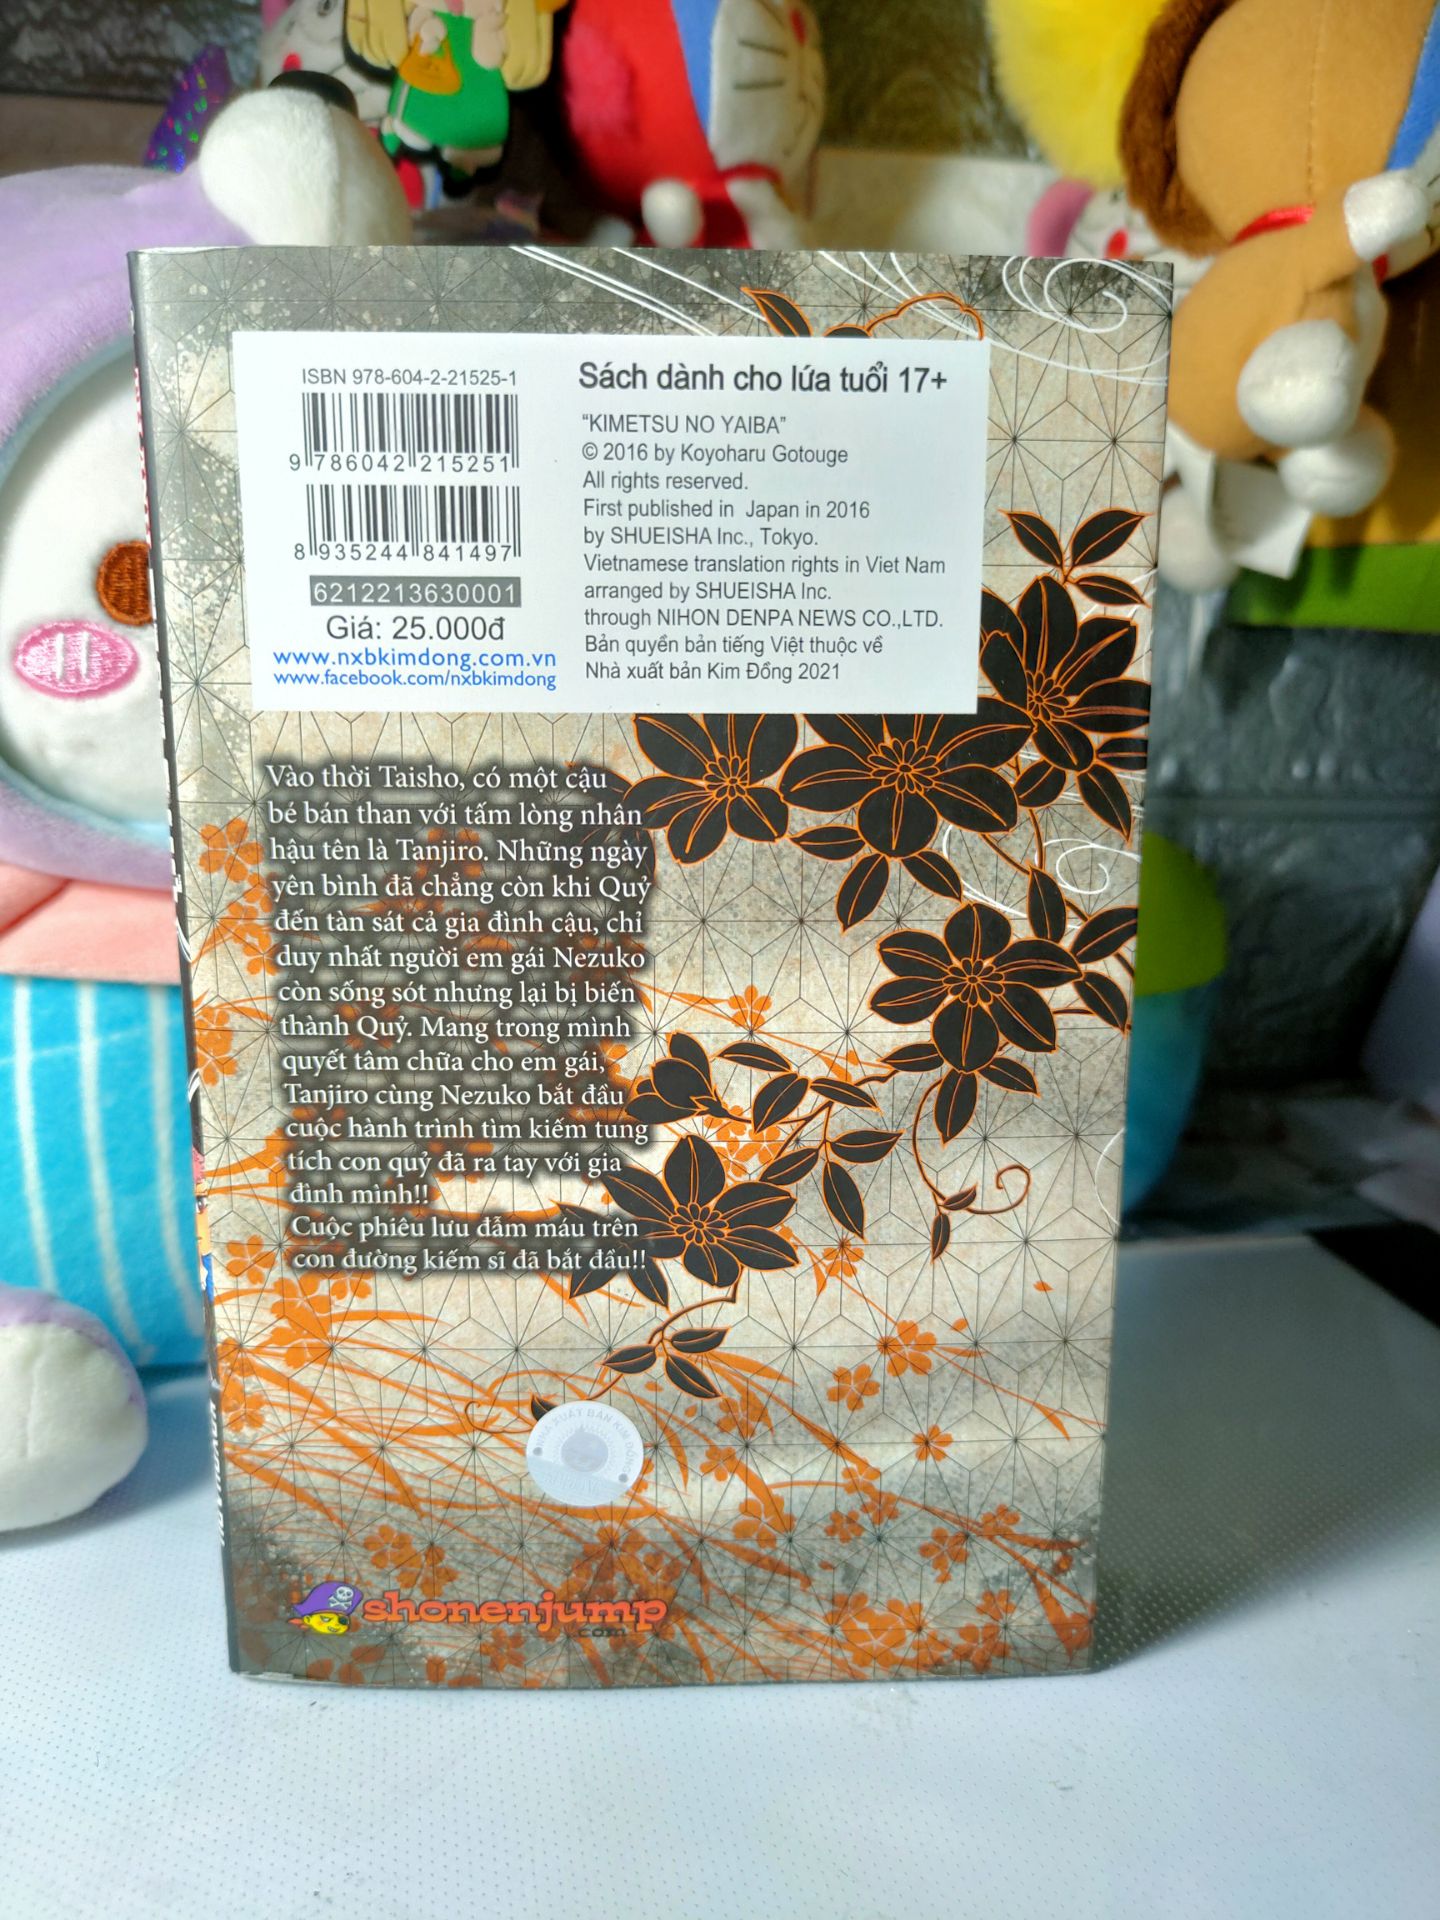 ISBN 978-604-2-21525-1
9 786042 215251
8 935244 841497
6212213630001
Giá: 25.000đ
www.nxbkimdong.com.vn
www.facebook.com/nxbkimdong
Sách dành cho lứa tuổi 17+
“KIMETSU NO YAIBA”
© 2016 by Koyoharu Gotouge
All rights reserved.
First published in Japan in 2016
by SHUEISHA Inc., Tokyo.
Vietnamese translation rights in Viet Nam
arranged by SHUEISHA Inc.
through NIHON DENPA NEWS CO.,LTD.
Bản quyền bản tiếng Việt thuộc về
Nhà xuất bản Kim Đồng 2021
Vào thời Taisho, có một cậu
bé bán than với tấm lòng nhân
hậu tên là Tanjiro. Những ngày
yên bình đã chẳng còn khi Quỷ
đến tàn sát cả gia đình cậu, chỉ
duy nhất người em gái Nezuko
còn sống sót nhưng lại bị biến
thành Quỷ. Mang trong mình
quyết tâm chữa cho em gái,
Tanjiro cùng Nezuko bắt đầu
cuộc hành trình tìm kiếm tung
tích con quỷ đã ra tay với gia
đình mình!!
Cuộc phiêu lưu đẫm máu trên
con đường kiếm sĩ đã bắt đầu!!
NHÀ XUẤT BẢN KIM ĐỒNG
shonenjump
.com